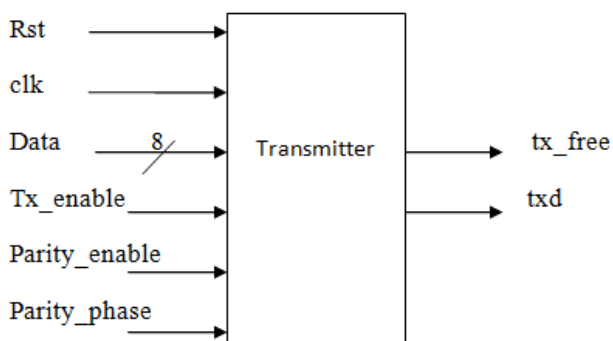 Rst
clk
Data 8
Tx_enable
Parity_enable
Parity_phase
Transmitter
tx_free
txd